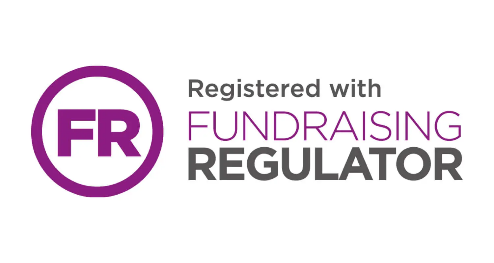 FR
Registered with
FUNDRAISING
REGULATOR